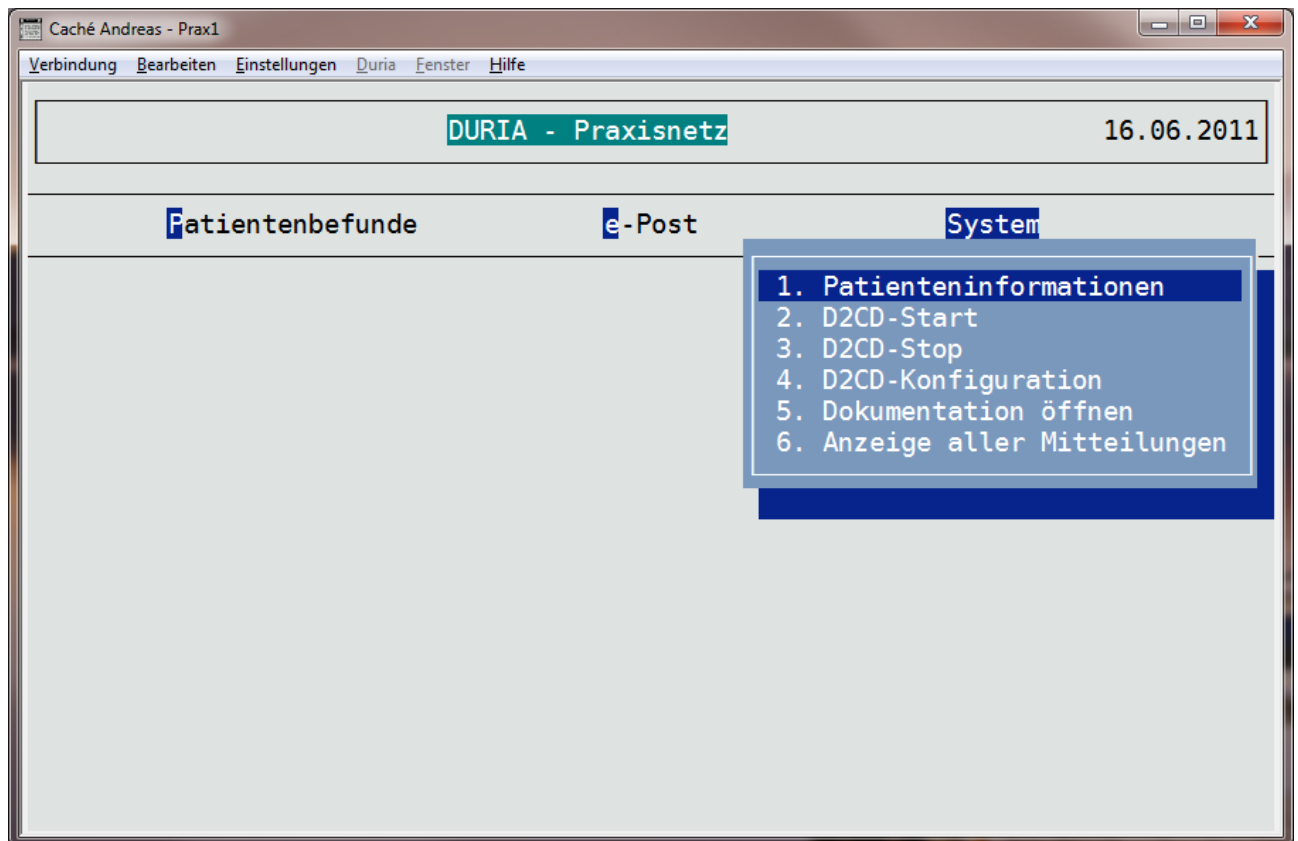 Caché Andreas - Prax1
Verbindung Bearbeiten Einstellungen Duria Fenster Hilfe
DURIA - Praxisnetz 16.06.2011
Patientenbefunde e-Post System
1. Patienteninformationen
2. D2CD-Start
3. D2CD-Stop
4. D2CD-Konfiguration
5. Dokumentation öffnen
6. Anzeige aller Mitteilungen